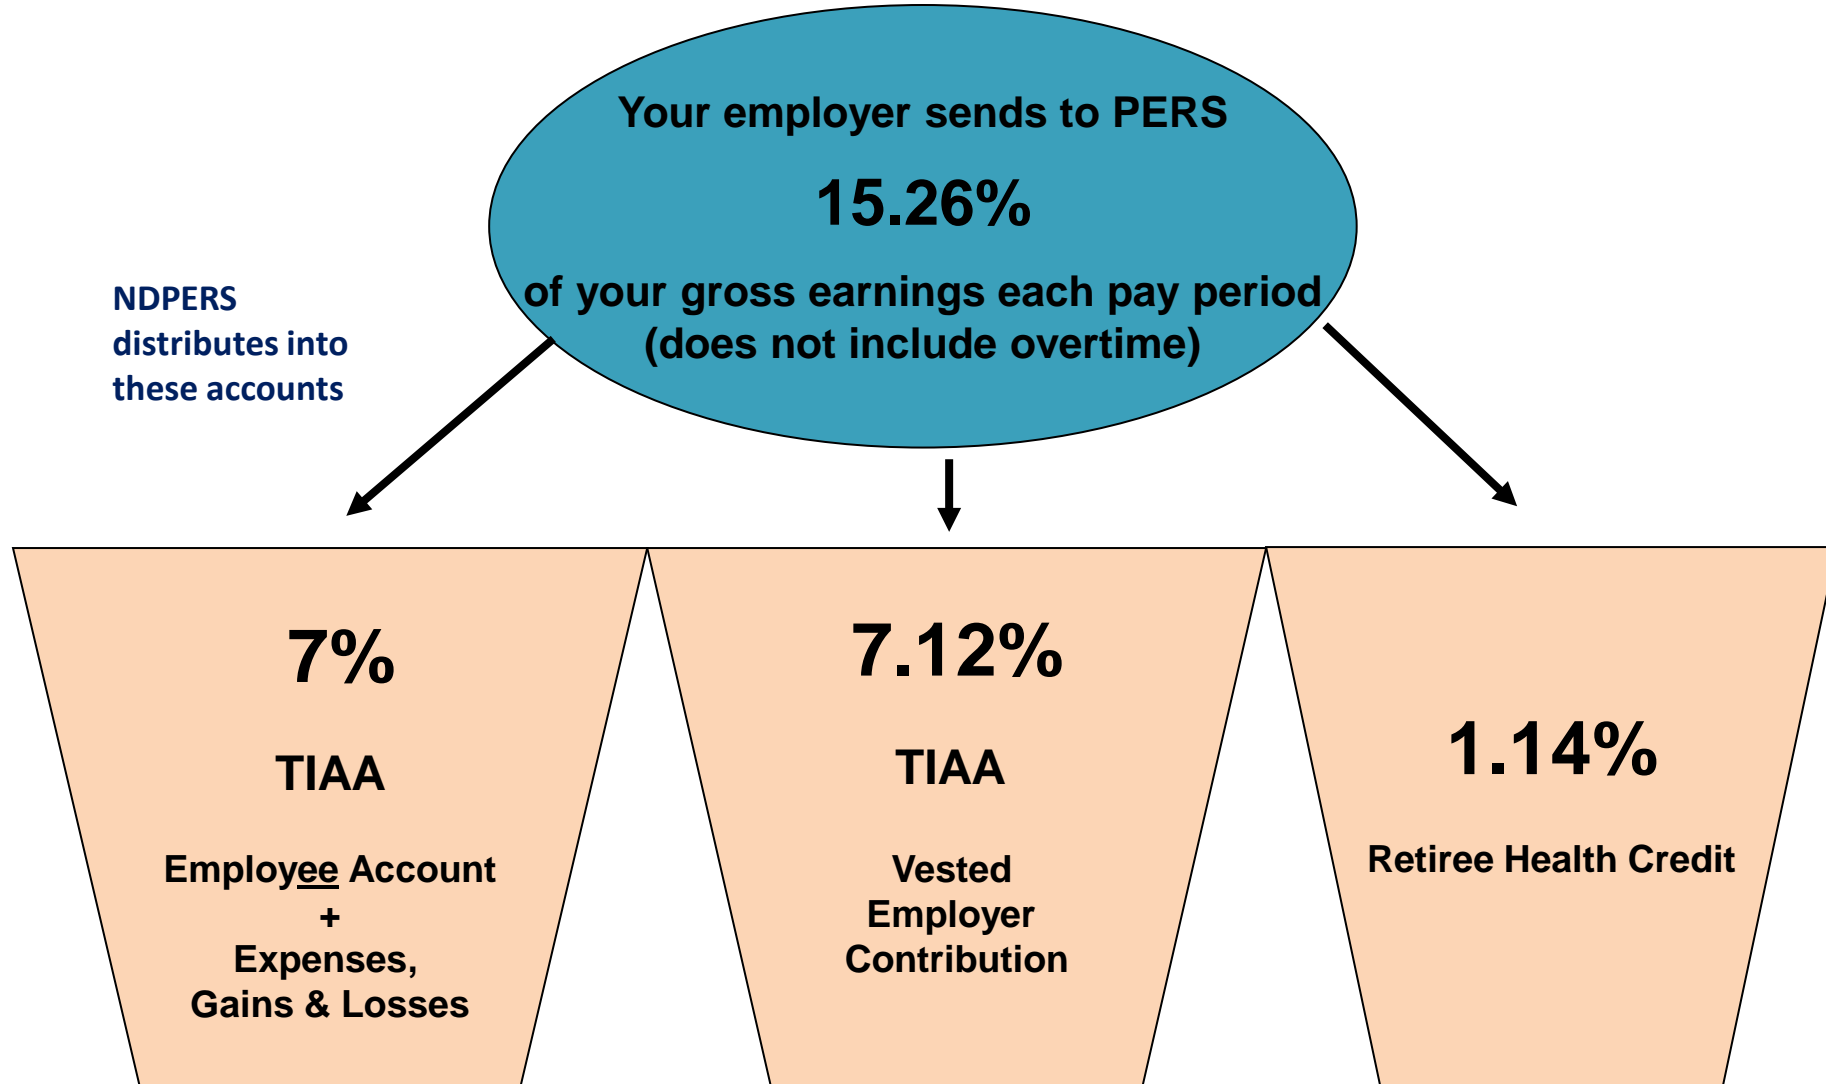 Your employer sends to PERS
15.26%
of your gross earnings each pay period
(does not include overtime)
NDPERS
distributes into
these accounts
7%
TIAA
Employee Account
+
Expenses,
Gains & Losses
7.12%
TIAA
Vested
Employer
Contribution
1.14%
Retiree Health Credit